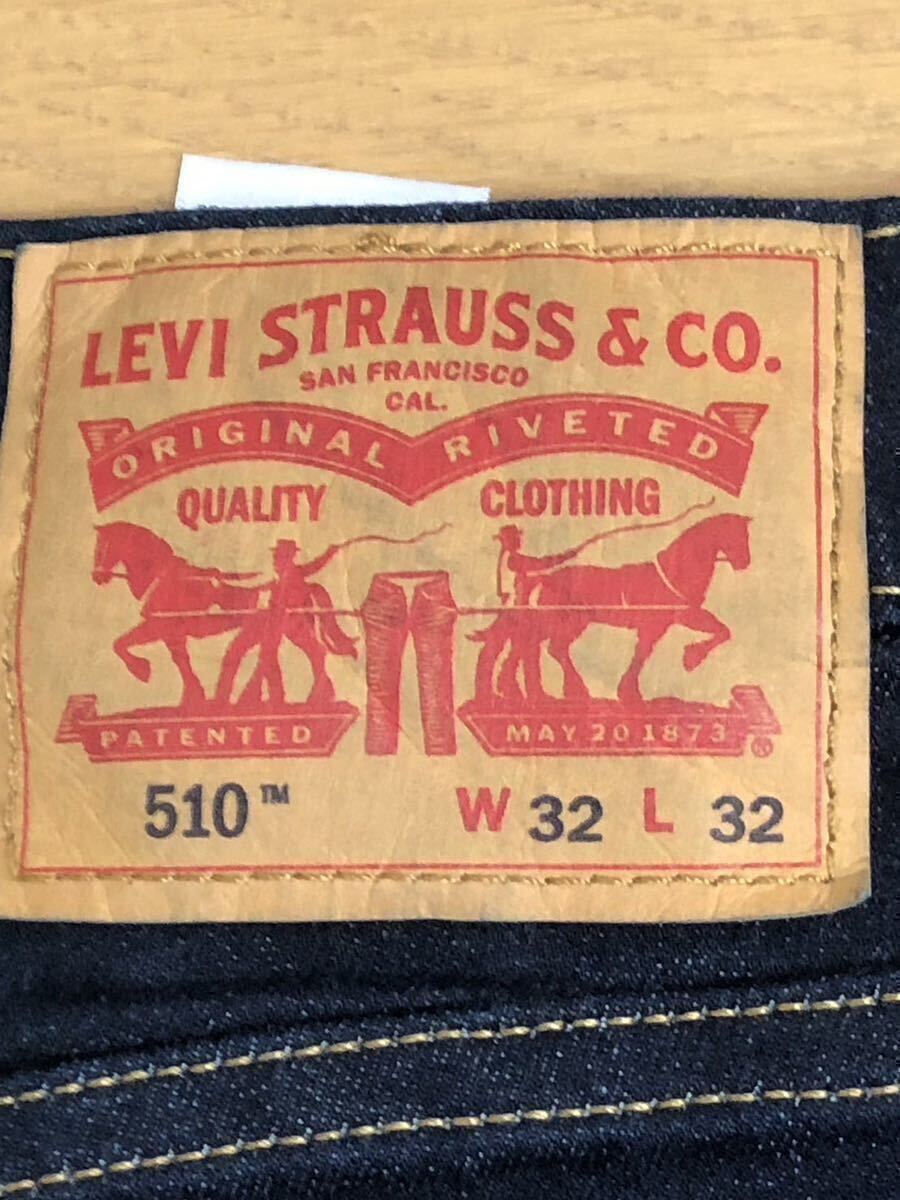 LEVI STRAUSS & CO.
SAN FRANCISCO
CAL.
ORIGINAL RIVETED
QUALITY CLOTHING
PATENTED MAY 20 1873 ®
510™ W 32 L 32